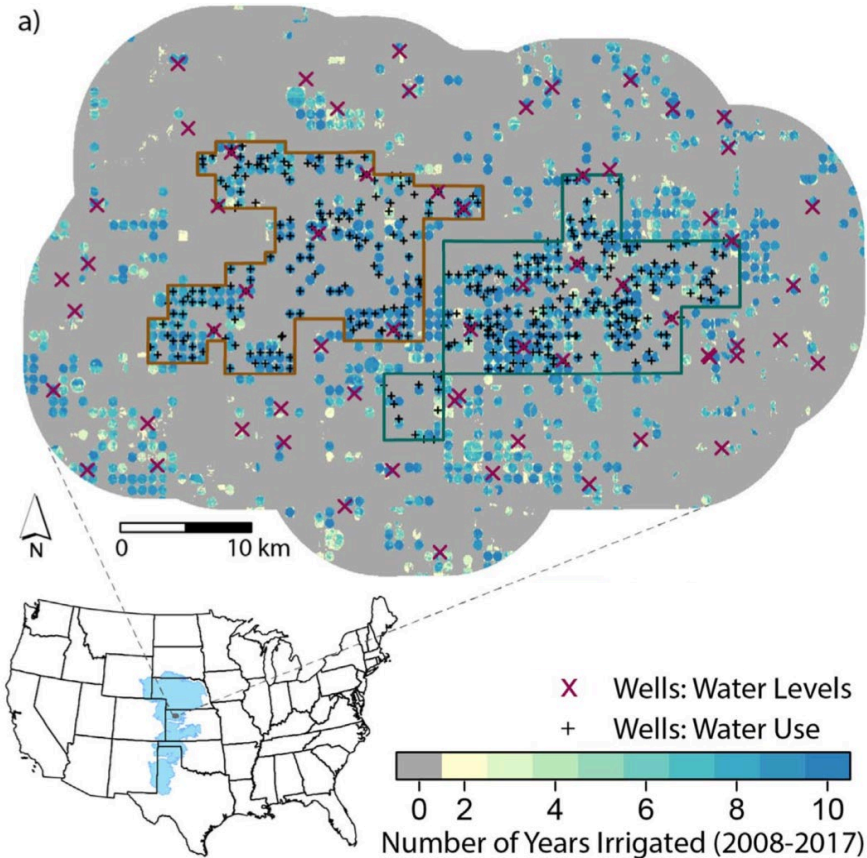 a)
N
0 10 km
X Wells: Water Levels
+ Wells: Water Use
0 2 4 6 8 10
Number of Years Irrigated (2008-2017)